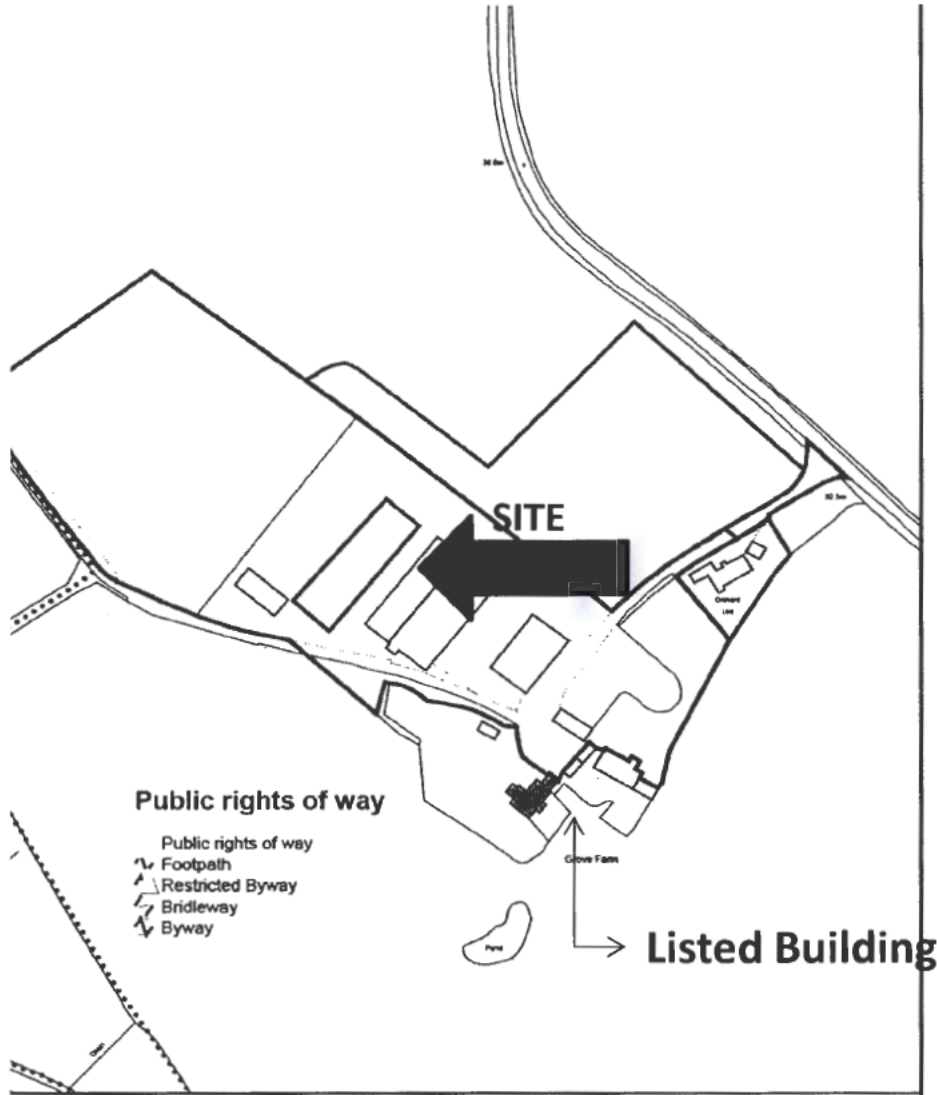 SITE
Public rights of way
Public rights of way
Footpath
Restricted Byway
Bridleway
Byway
Grove Farm
Pond
Listed Building
Drain